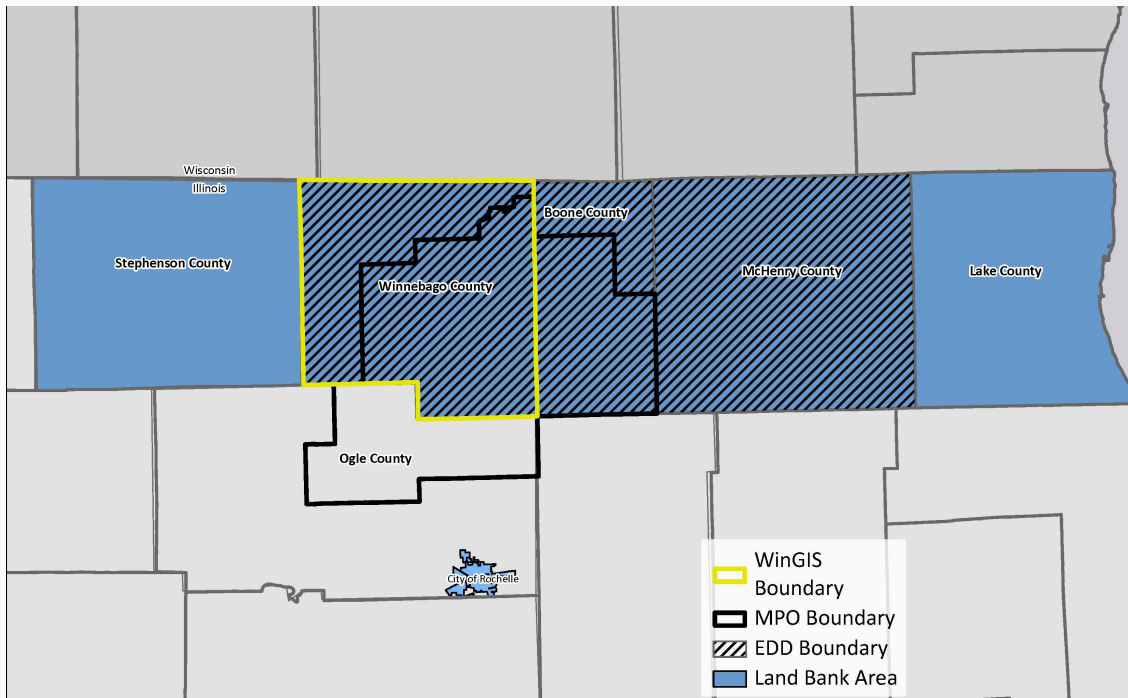 Wisconsin
Illinois
Boone County
Stephenson County
McHenry County
Lake County
Winnebago County
Ogle County
City of Rochelle
WinGIS
Boundary
MPO Boundary
EDD Boundary
Land Bank Area